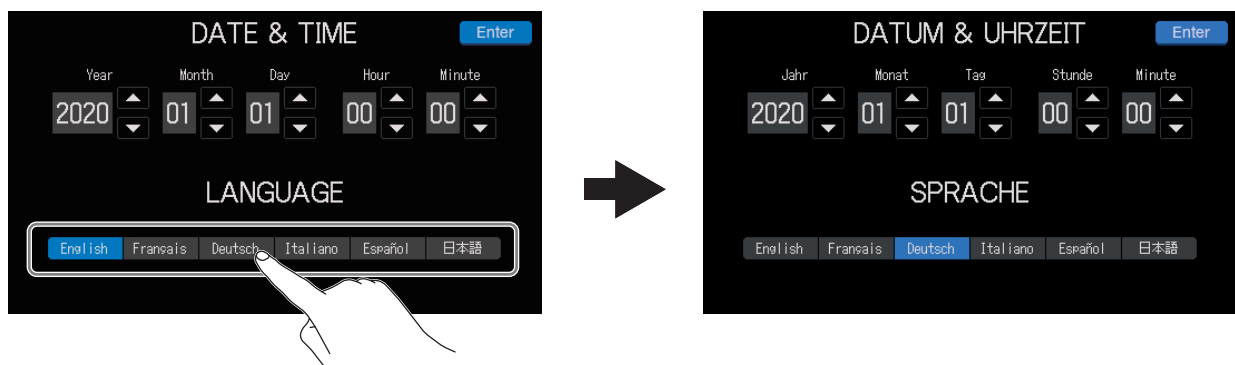 DATE & TIME
Enter
Year Month Day Hour Minute
2020 01 01 00 00
LANGUAGE
English Français Deutsch Italiano Español 日本語
DATUM & UHRZEIT
Enter
Jahr Monat Tag Stunde Minute
2020 01 01 00 00
SPRACHE
English Français Deutsch Italiano Español 日本語